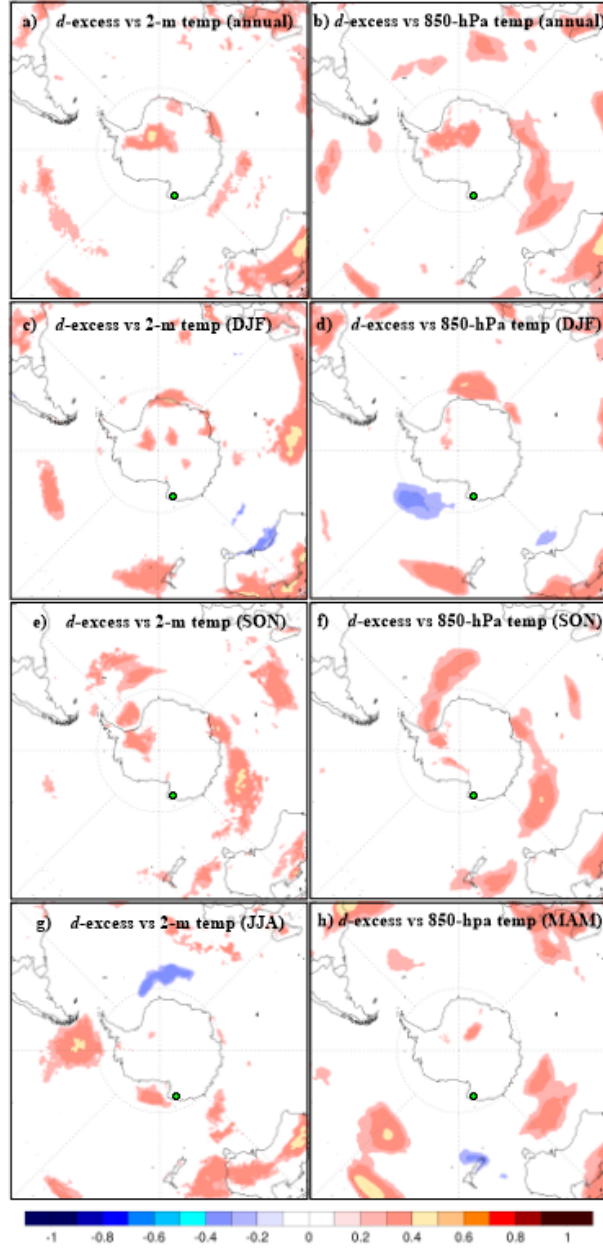 a) d-excess vs 2-m temp (annual)
b) d-excess vs 850-hPa temp (annual)
c) d-excess vs 2-m temp (DJF)
d) d-excess vs 850-hPa temp (DJF)
e) d-excess vs 2-m temp (SON)
f) d-excess vs 850-hPa temp (SON)
g) d-excess vs 2-m temp (JJA)
h) d-excess vs 850-hpa temp (MAM)
-1 -0.8 -0.6 -0.4 -0.2 0 0.2 0.4 0.6 0.8 1